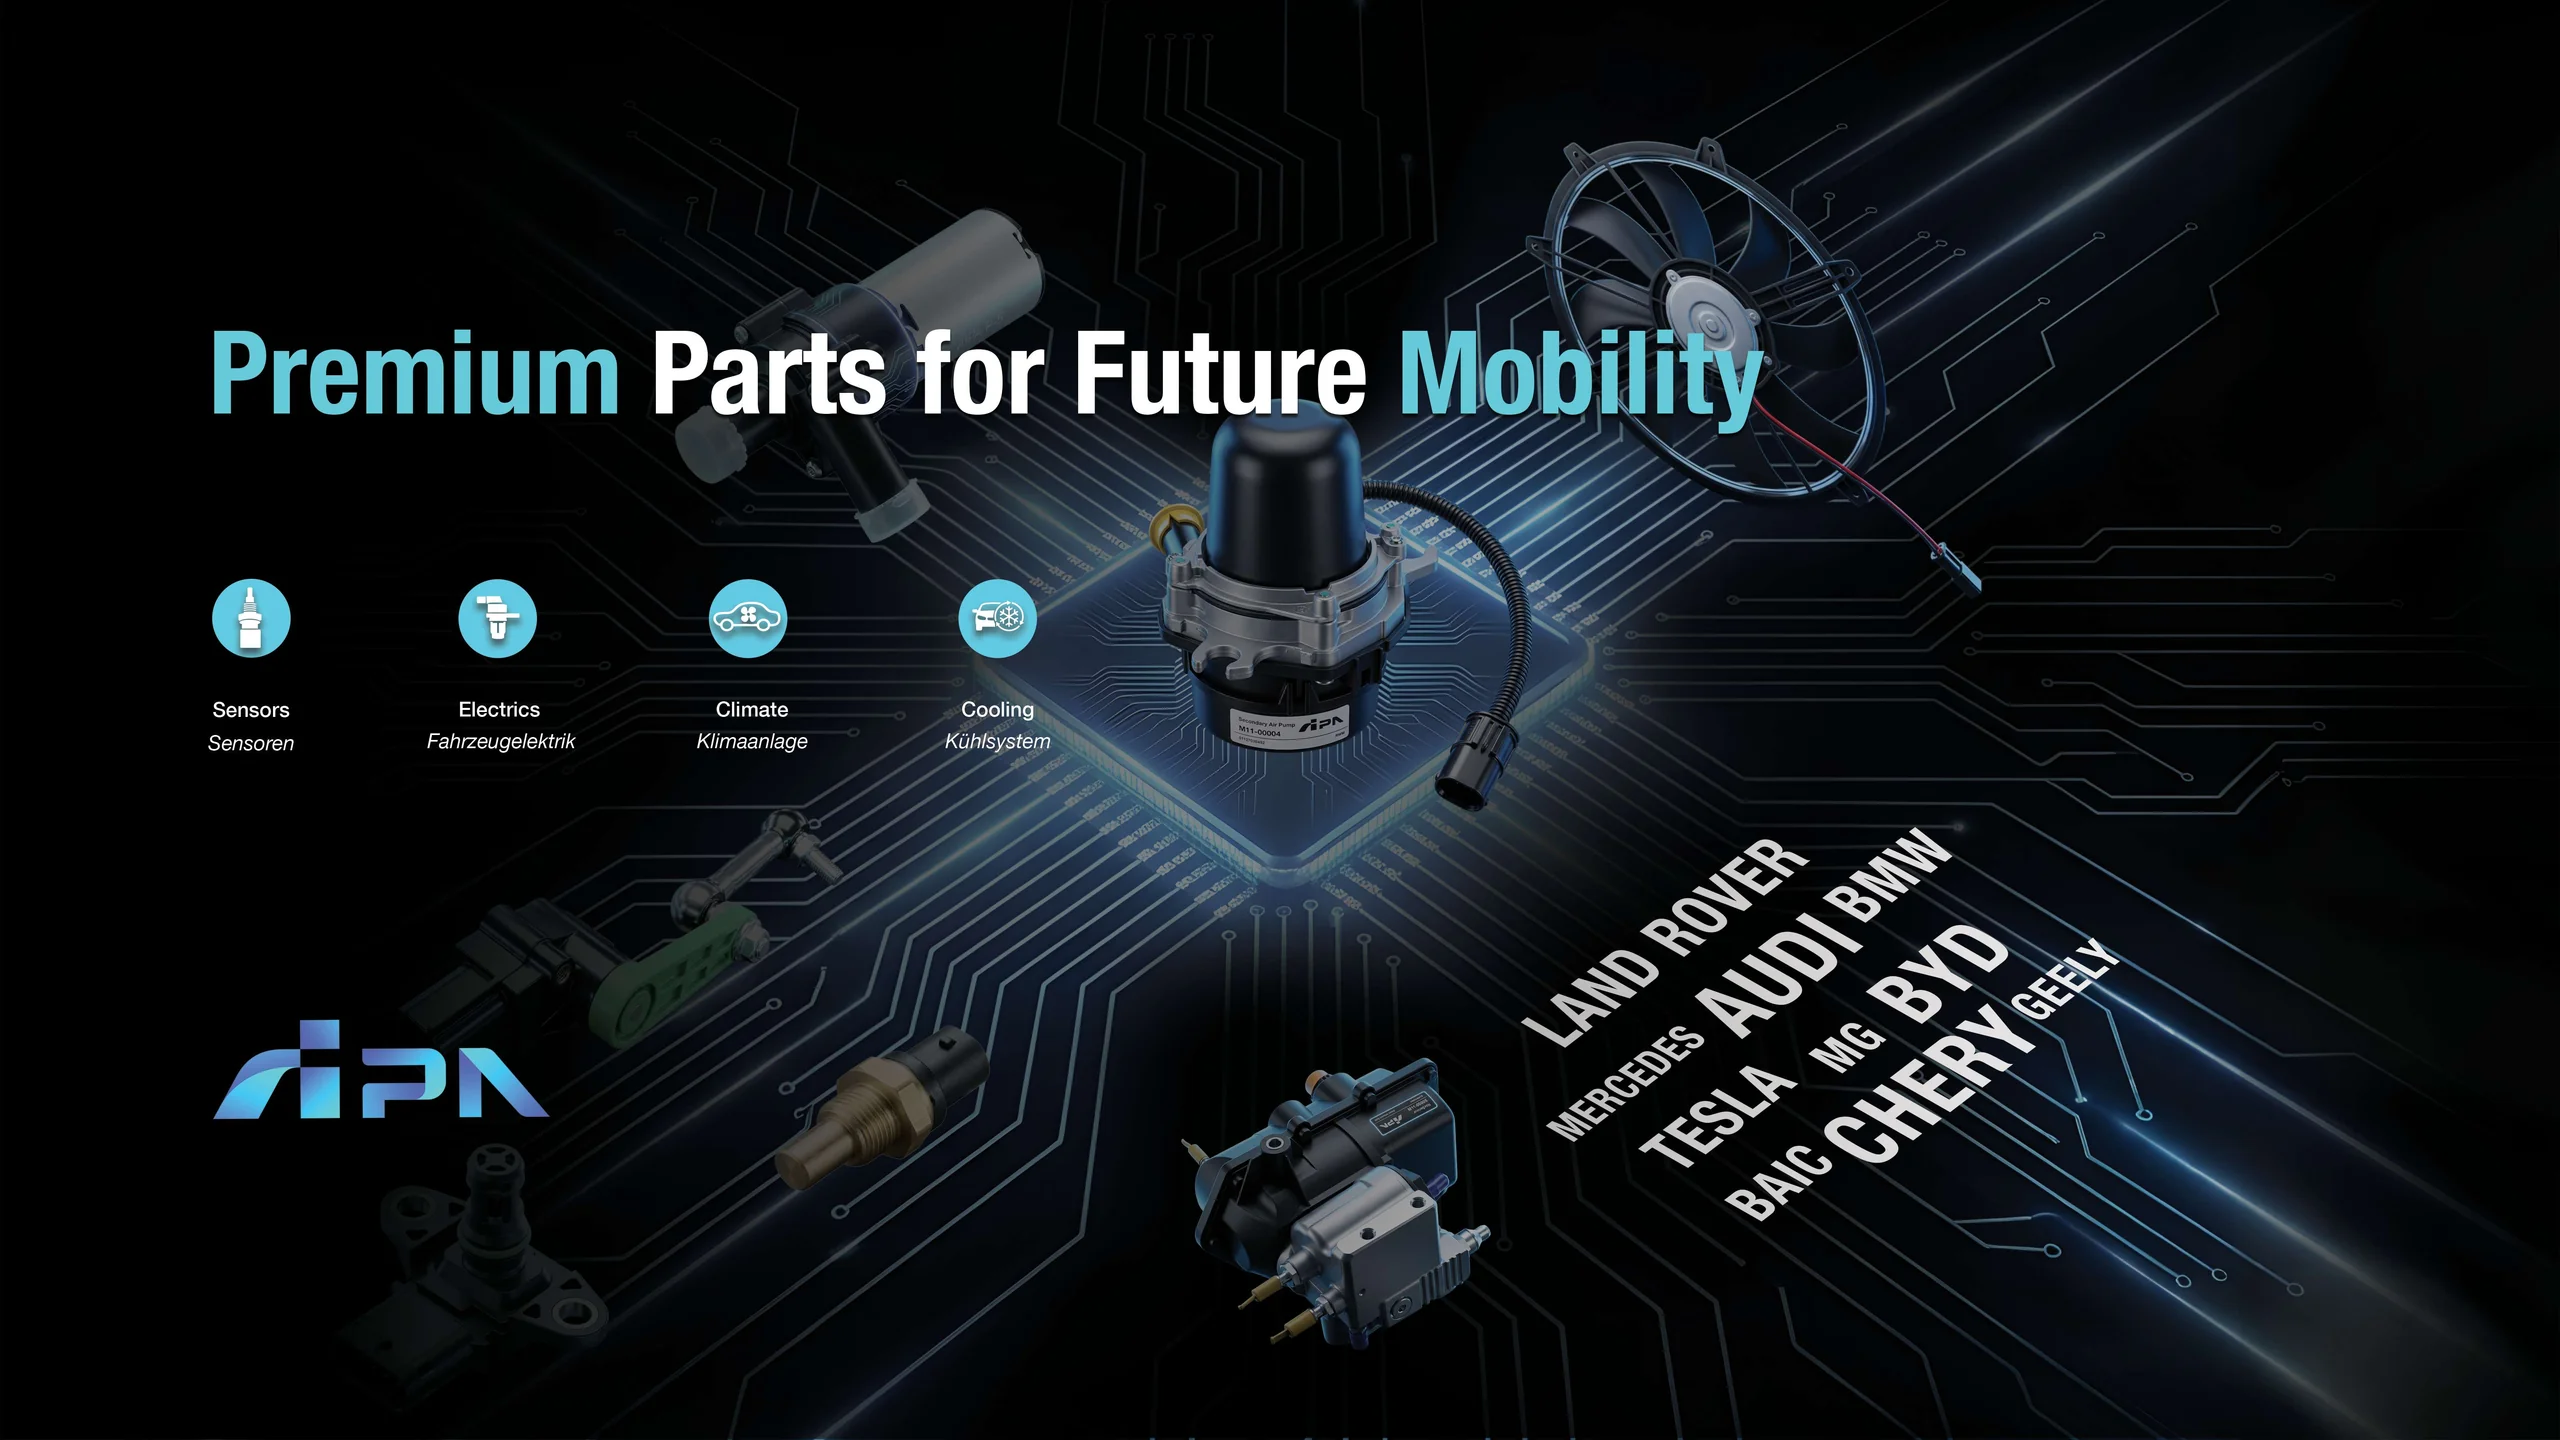 Premium Parts for Future Mobility
Sensors
Sensoren
Electrics
Fahrzeugelektrik
Climate
Klimaanlage
Cooling
Kühlsystem
Secondary Air Pump
M11-00004
AIPA
LAND ROVER
MERCEDES AUDI BMW
TESLA MG BYD
BAIC CHERY GEELY
AIPA